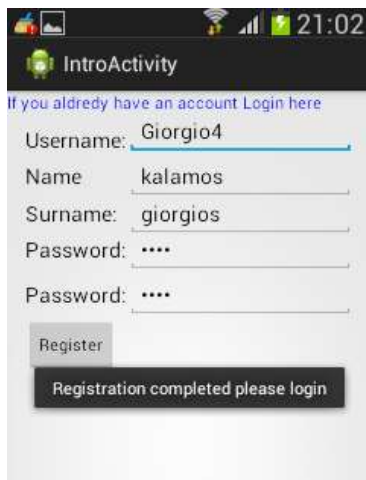 21:02
IntroActivity
If you aldredy have an account Login here
Username: Giorgio4
Name kalamos
Surname: giorgios
Password: ••••
Password: ••••
Register
Registration completed please login